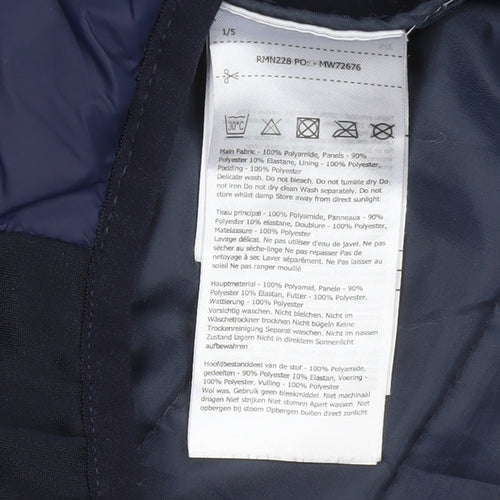 1/5
RMN228 PO: - MW72676
30°C
Main Fabric - 100% Polyamide, Panels - 90%
Polyester 10% Elastane, Lining - 100% Polyester,
Padding - 100% Polyester
Delicate wash. Do not bleach. Do not tumble dry Do
not Iron Do not dry clean Wash separately. Do not
store whilst damp Store away from direct sunlight
Tissu principal - 100% Polyamide, Panneaux - 90%
Polyester 10% elastane, Doublure - 100% Polyester,
Matelassure - 100% Polyester
Lavage délicat. Ne pas utiliser d'eau de javel. Ne pas
sécher au sèche-linge Ne pas repasser Pas de
nettoyage à sec Laver séparément. Ne Pas laisser au
soleil Ne pas ranger mouillé
Hauptmaterial - 100% Polyamid, Panele - 90%
Polyester 10% Elastan, Futter - 100% Polyester,
Wattierung - 100% Polyester
Vorsichtig waschen. Nicht bleichen. Nicht im
Wäschetrockner trocknen Nicht bügeln Keine
Trockenreinigung Separat waschen. Nicht im nassen
Zustand lagern Nicht in direktem Sonnenlicht
aufbewahren
Hoofdbestanddeel van de stof - 100% Polyamide,
gedeelten - 90% Polyester 10% Elastan, Voering -
100% Polyester, Vulling - 100% Polyester
Wol was. Gebruik geen bleekmiddel. Niet machinaal
drogen Niet strijken Niet stomen Apart wassen. Niet
opbergen bij stoom Opbergen buiten direct zonlicht